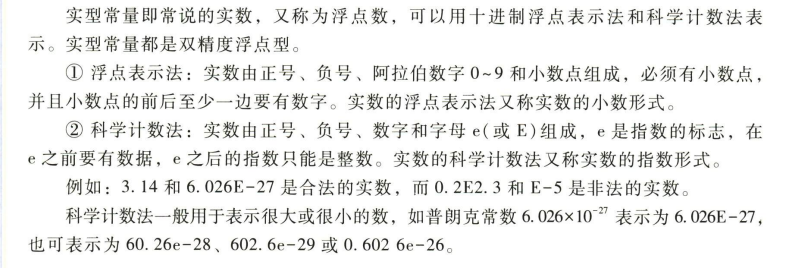 实型常量即常说的实数，又称为浮点数，可以用十进制浮点表示法和科学计数法表
示。实型常量都是双精度浮点型。
① 浮点表示法：实数由正号、负号、阿拉伯数字 0~9 和小数点组成，必须有小数点，
并且小数点的前后至少一边要有数字。实数的浮点表示法又称实数的小数形式。
② 科学计数法：实数由正号、负号、数字和字母 e(或 E)组成，e 是指数的标志，在
e 之前要有数据，e 之后的指数只能是整数。实数的科学计数法又称实数的指数形式。
例如：3.14 和 6.026E-27 是合法的实数，而 0.2E2.3 和 E-5 是非法的实数。
科学计数法一般用于表示很大或很小的数，如普朗克常数 6.026×10⁻²⁷ 表示为 6.026E-27，
也可表示为 60.26e-28、602.6e-29 或 0.602 6e-26。